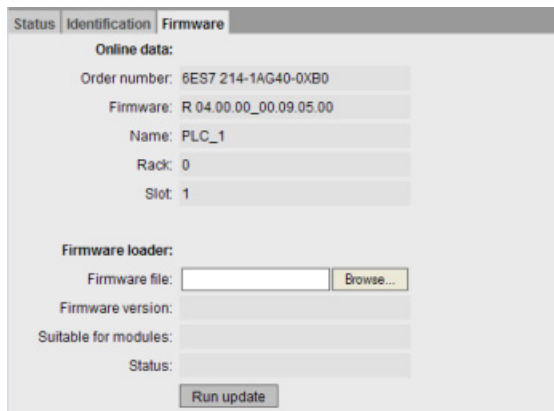 Status Identification Firmware
Online data:
Order number: 6ES7 214-1AG40-0XB0
Firmware: R 04.00.00_00.09.05.00
Name: PLC_1
Rack: 0
Slot: 1
Firmware loader:
Firmware file: Browse...
Firmware version:
Suitable for modules:
Status:
Run update